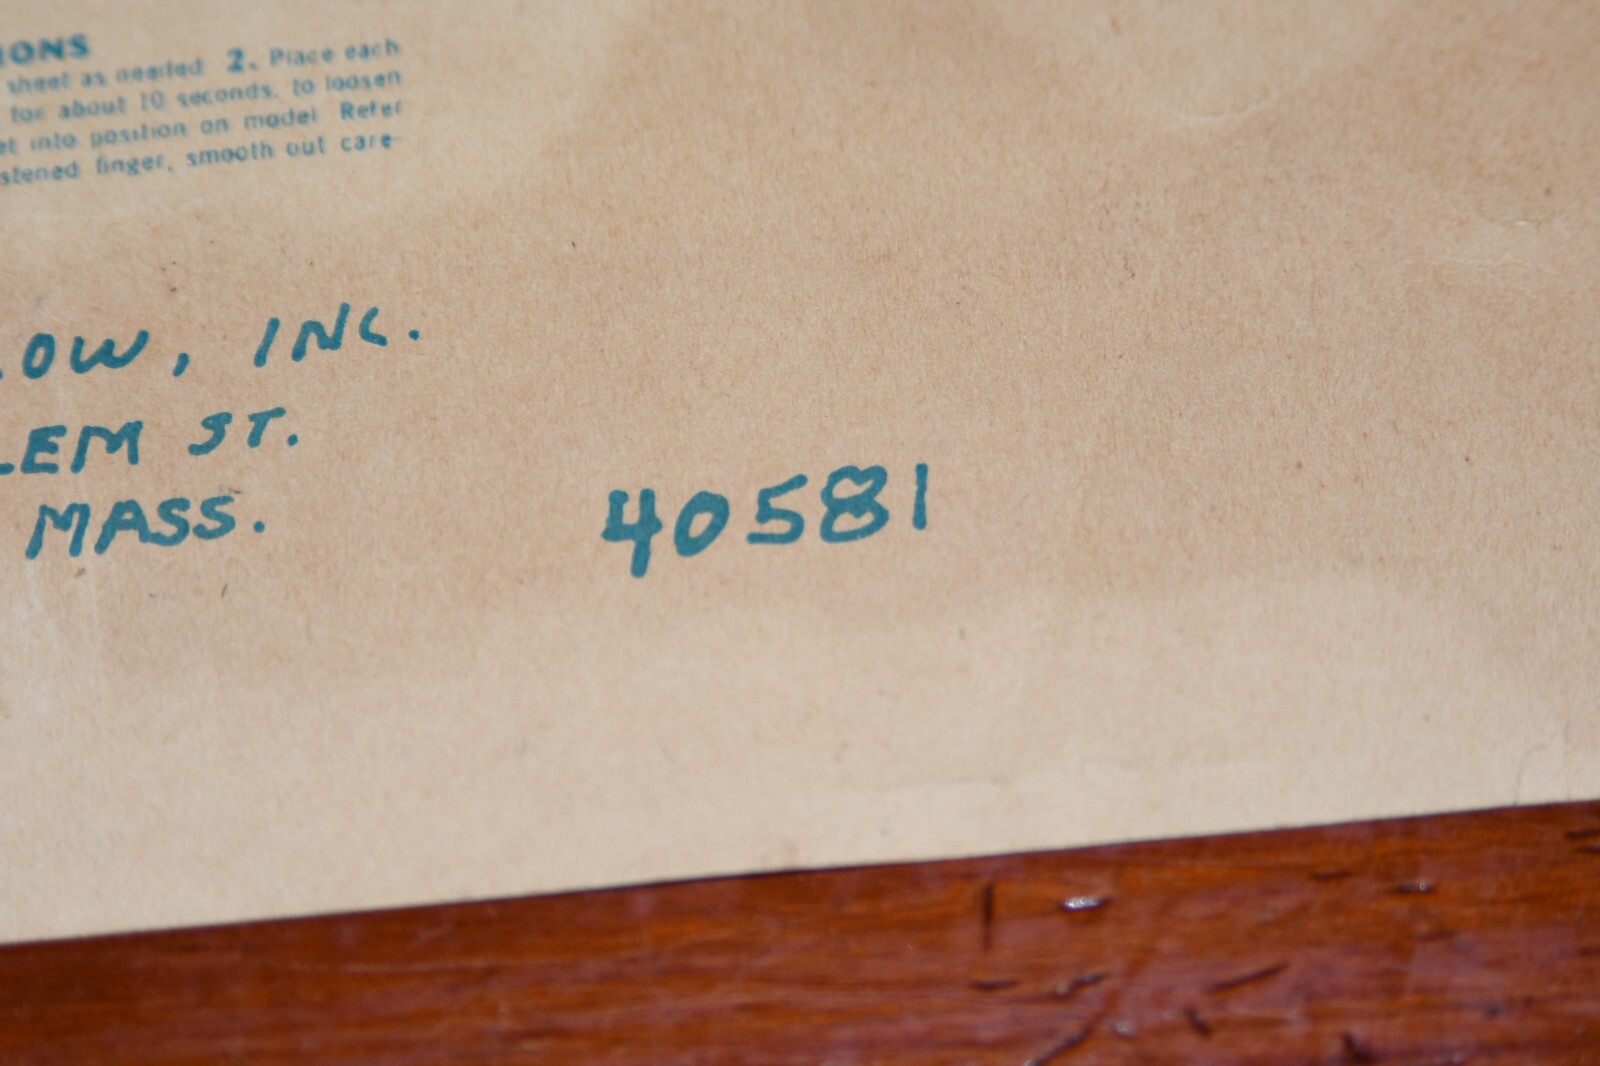 IONS
sheet as needed. 2. Place each
for about 10 seconds, to loosen
et into position on model. Refer
stened finger, smooth out care-
LOW, INC.
LEM ST.
MASS.
40581